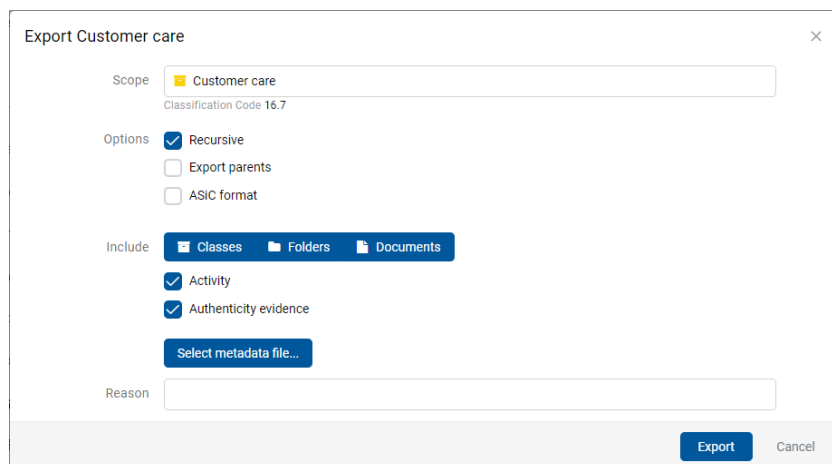 Export Customer care
Scope Customer care
Classification Code 16.7
Options Recursive
Export parents
ASiC format
Include Classes Folders Documents
Activity
Authenticity evidence
Select metadata file...
Reason
Export Cancel